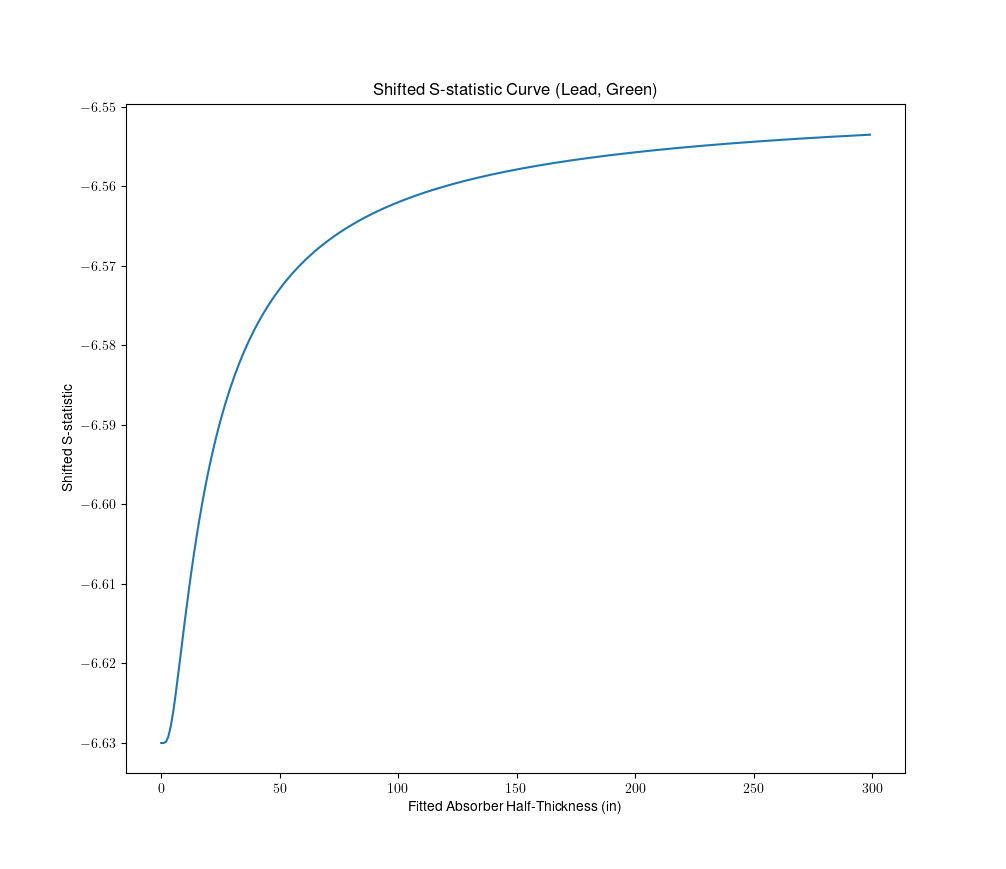 Shifted S-statistic Curve (Lead, Green)
−6.55
−6.56
−6.57
−6.58
−6.59
−6.60
−6.61
−6.62
−6.63
Shifted S-statistic
0 50 100 150 200 250 300
Fitted Absorber Half-Thickness (in)